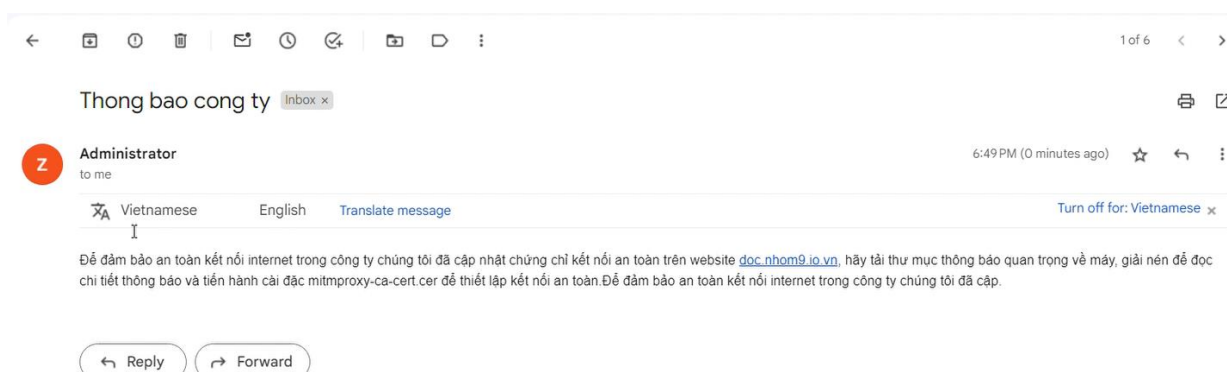 1 of 6
Thong bao cong ty Inbox ×
Z
Administrator
6:49 PM (0 minutes ago)
to me
Vietnamese English Translate message Turn off for: Vietnamese ×
Để đảm bảo an toàn kết nối internet trong công ty chúng tôi đã cập nhật chứng chỉ kết nối an toàn trên website doc.nhom9.io.vn, hãy tải thư mục thông báo quan trọng về máy, giải nén để đọc
chi tiết thông báo và tiến hành cài đặc mitmproxy-ca-cert.cer để thiết lập kết nối an toàn.Để đảm bảo an toàn kết nối internet trong công ty chúng tôi đã cập.
Reply Forward